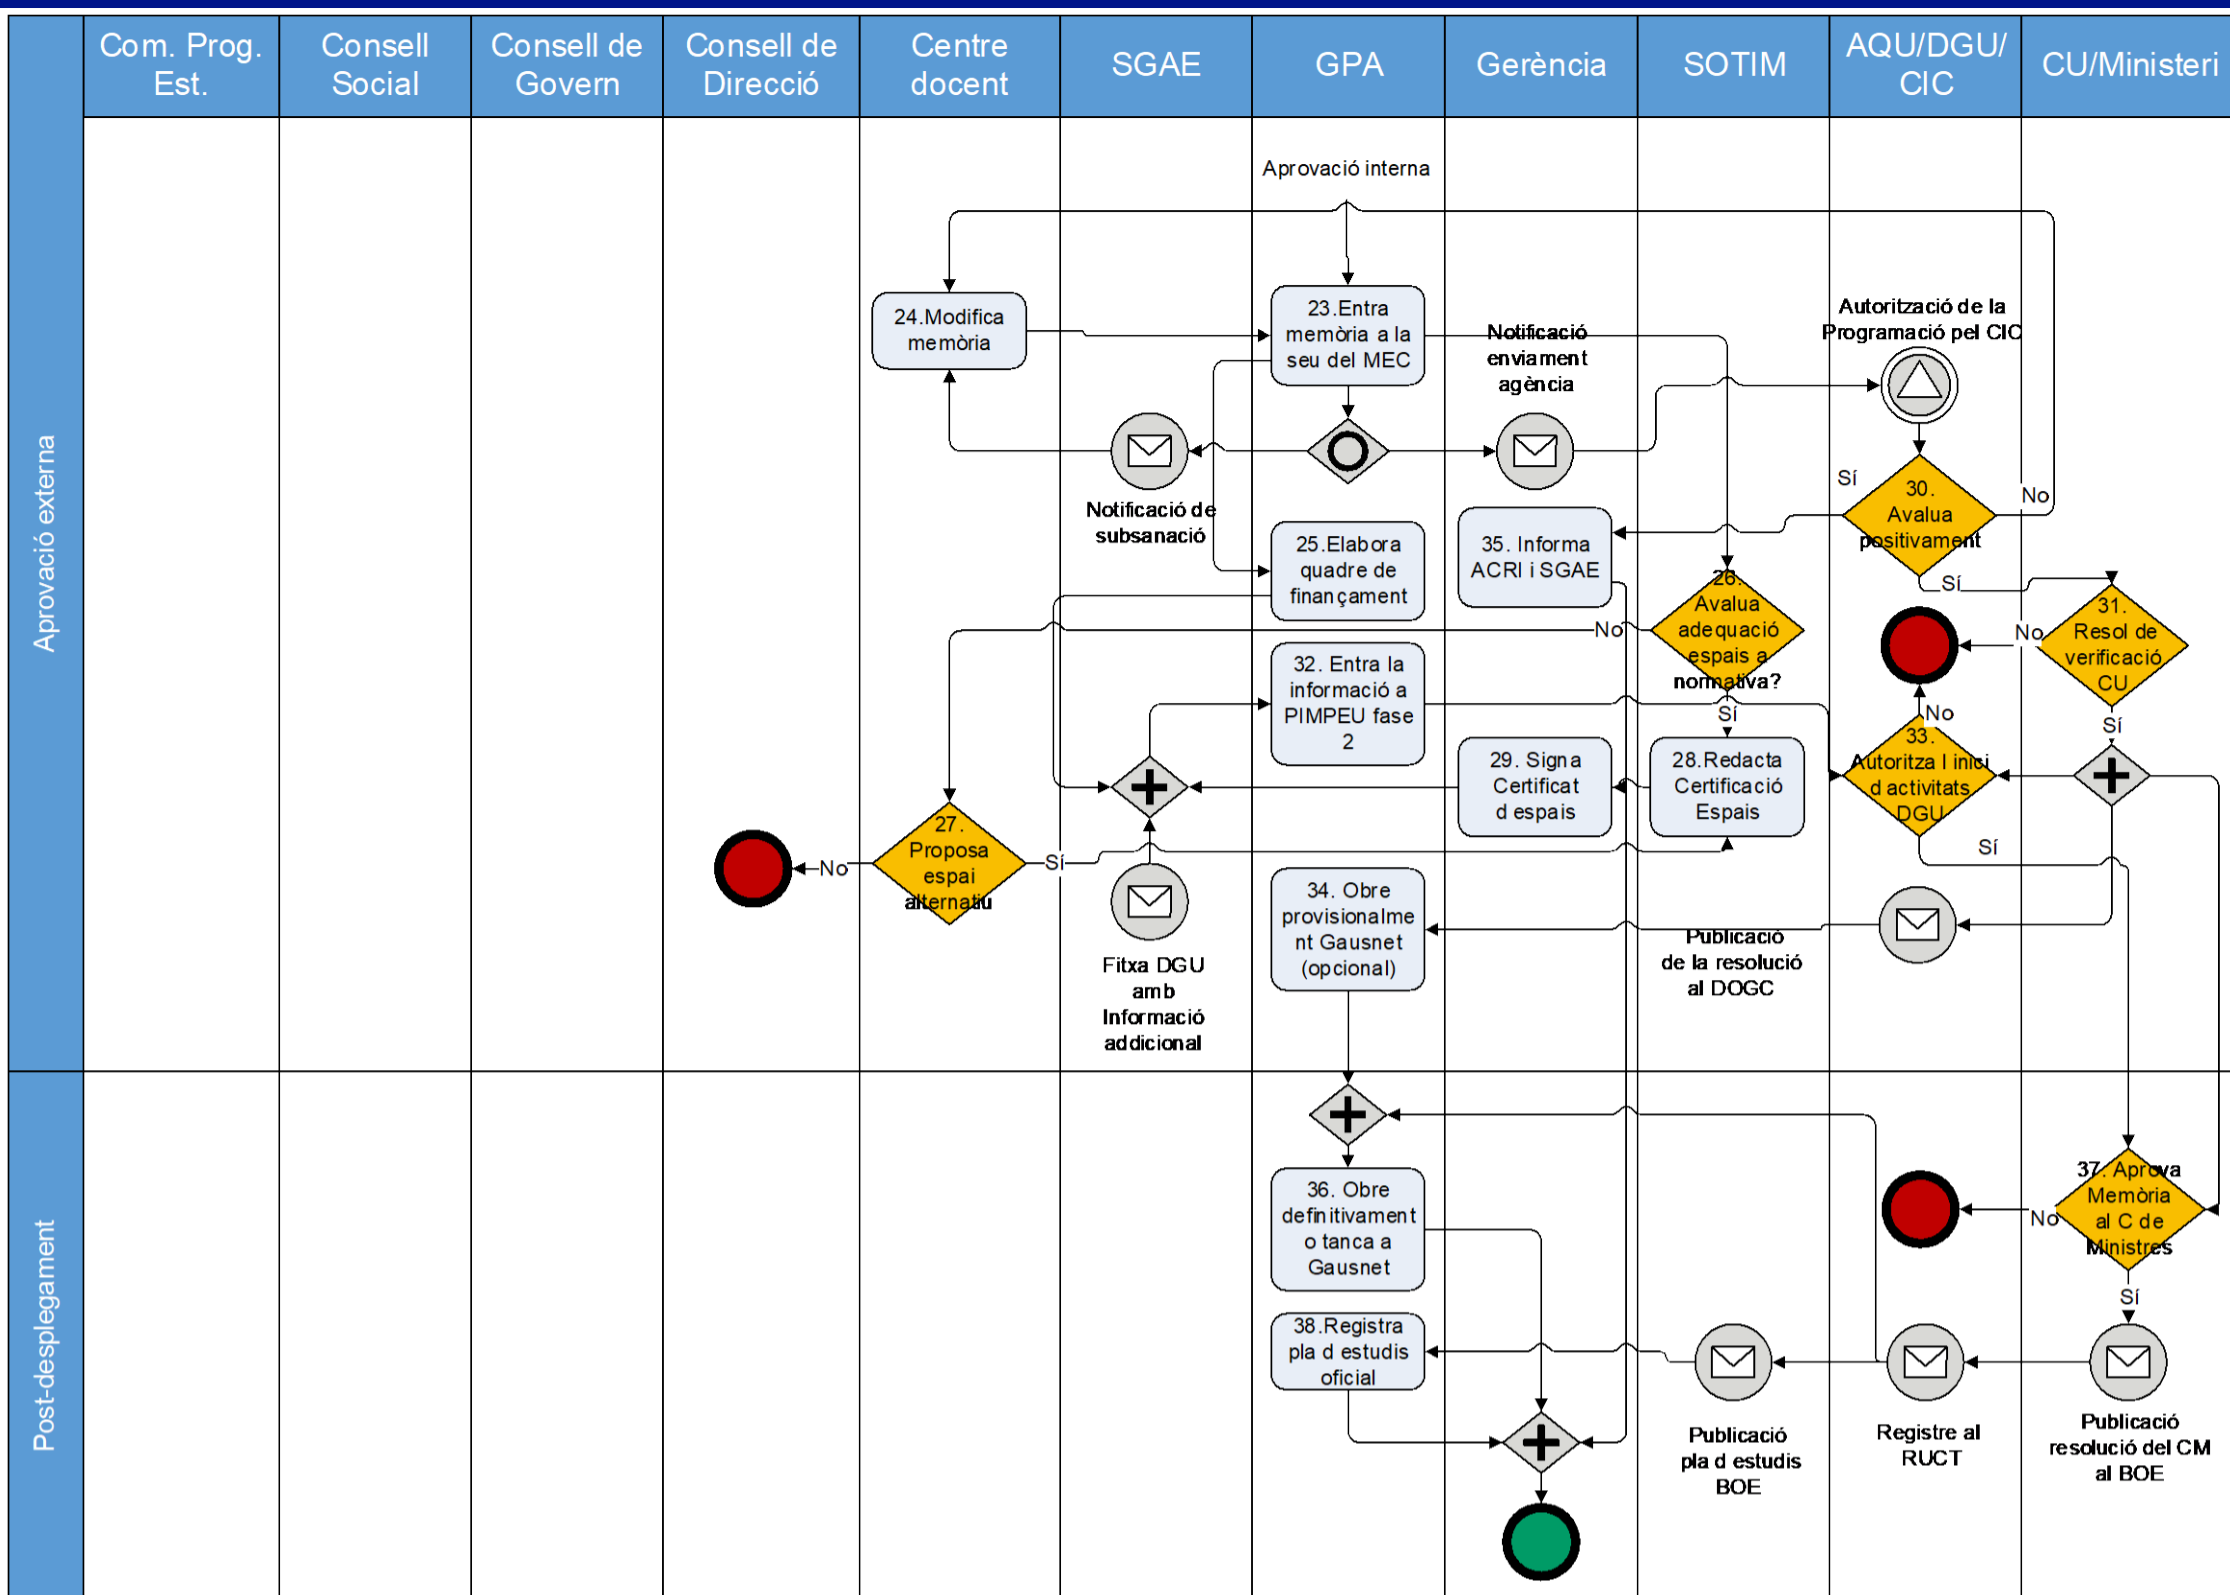 Com. Prog.
Est.
Consell
Social
Consell de
Govern
Consell de
Direcció
Centre
docent
SGAE
GPA
Gerència
SOTIM
AQU/DGU/
CIC
CU/Ministeri
Aprovació externa
Aprovació interna
24.Modifica
memòria
23.Entra
memòria a la
seu del MEC
Notificació
enviament
agència
Autorització de la
Programació pel CIC
Notificació de
subsanació
Sí
30.
Avalua
positivament
No
Sí
25.Elabora
quadre de
finançament
35. Informa
ACRI i SGAE
26.
Avalua
adequació
espais a
normativa?
No
Sí
31.
Resol de
verificació
CU
No
Sí
32. Entra la
informació a
PIMPEU fase
2
29. Signa
Certificat
d espais
28.Redacta
Certificació
Espais
No
33.
Autoritza l inici
d activitats
DGU
Sí
27.
Proposa
espai
alternatiu
No
Sí
Fitxa DGU
amb
Informació
addicional
34. Obre
provisionalme
nt Gausnet
(opcional)
Publicació
de la resolució
al DOGC
Post-desplegament
36. Obre
definitivament
o tanca a
Gausnet
37. Aprova
Memòria
al C de
Ministres
No
Sí
38.Registra
pla d estudis
oficial
Publicació
pla d estudis
BOE
Registre al
RUCT
Publicació
resolució del CM
al BOE